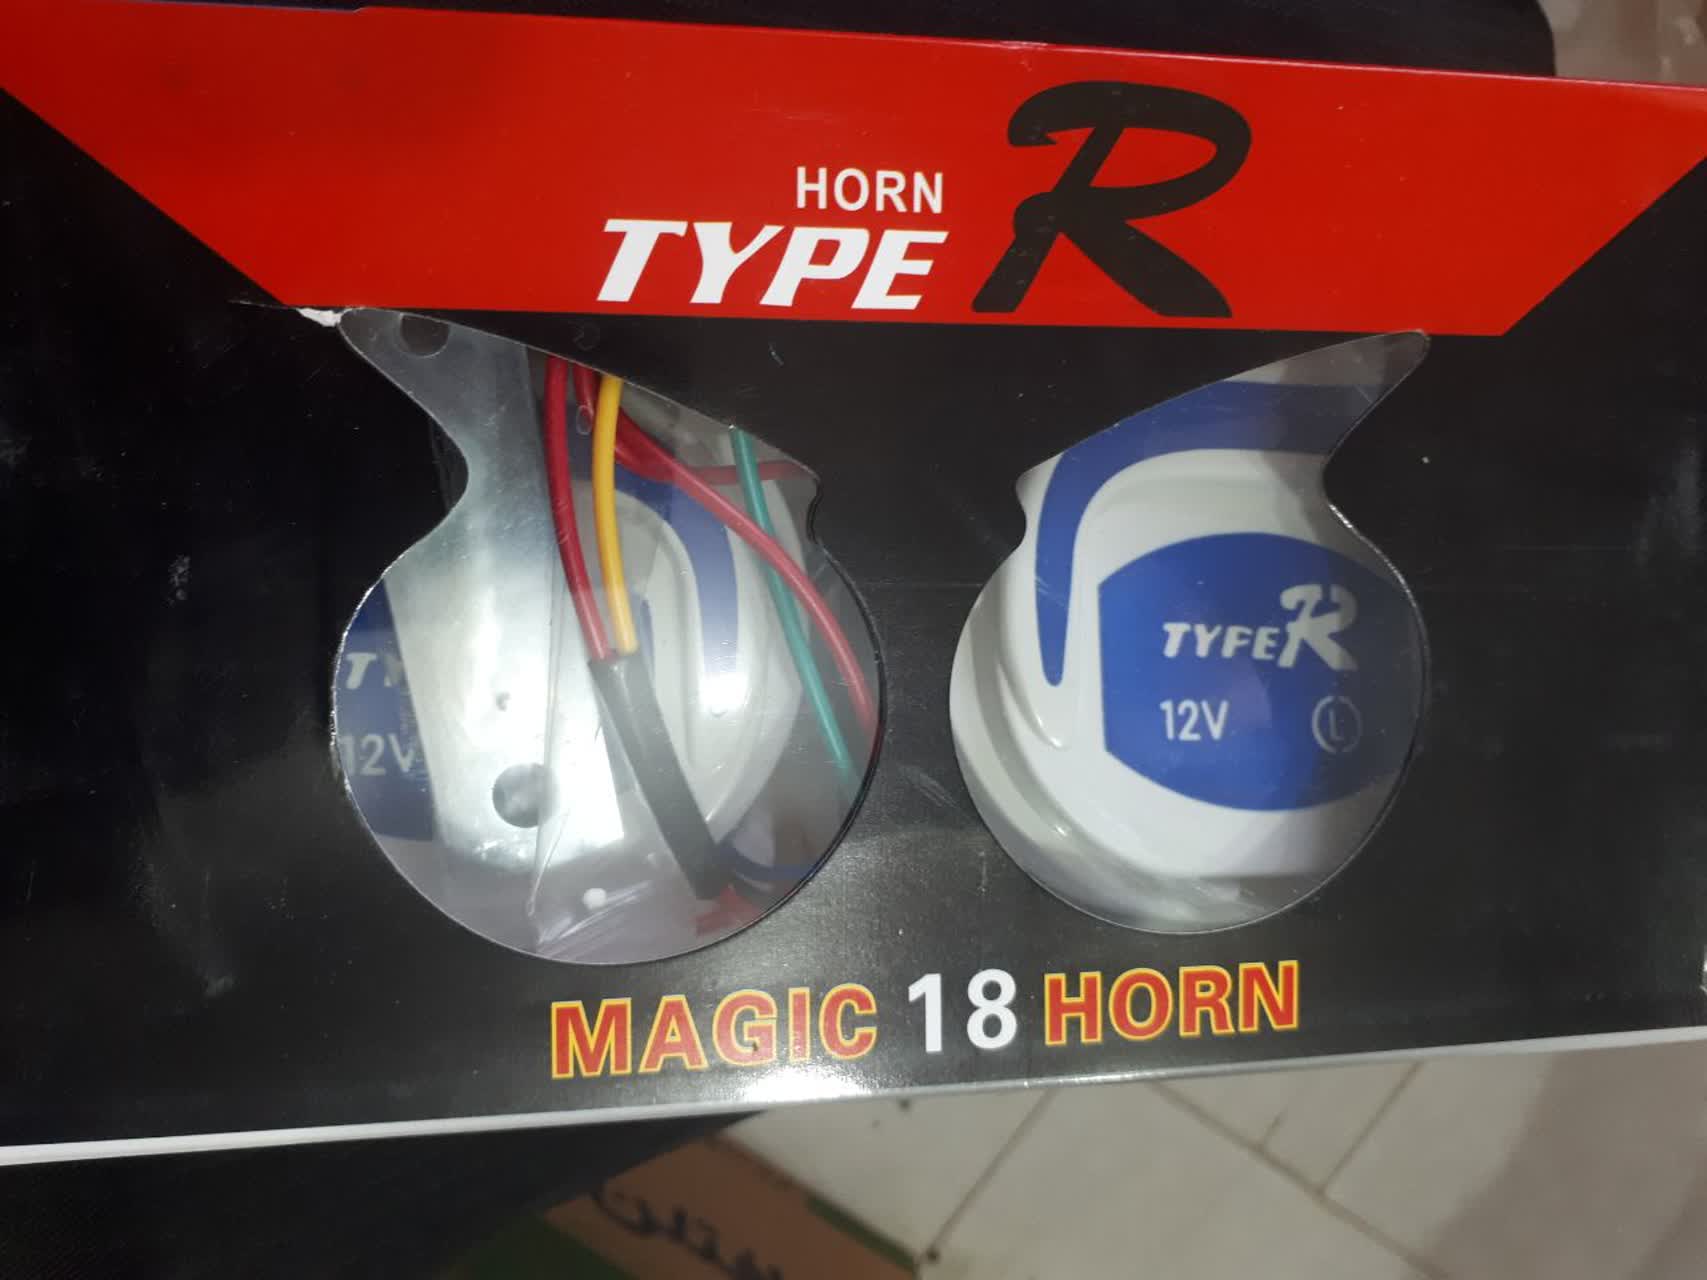 HORN
TYPE R
TY
12V
TYPE R
12V
L
MAGIC 18 HORN